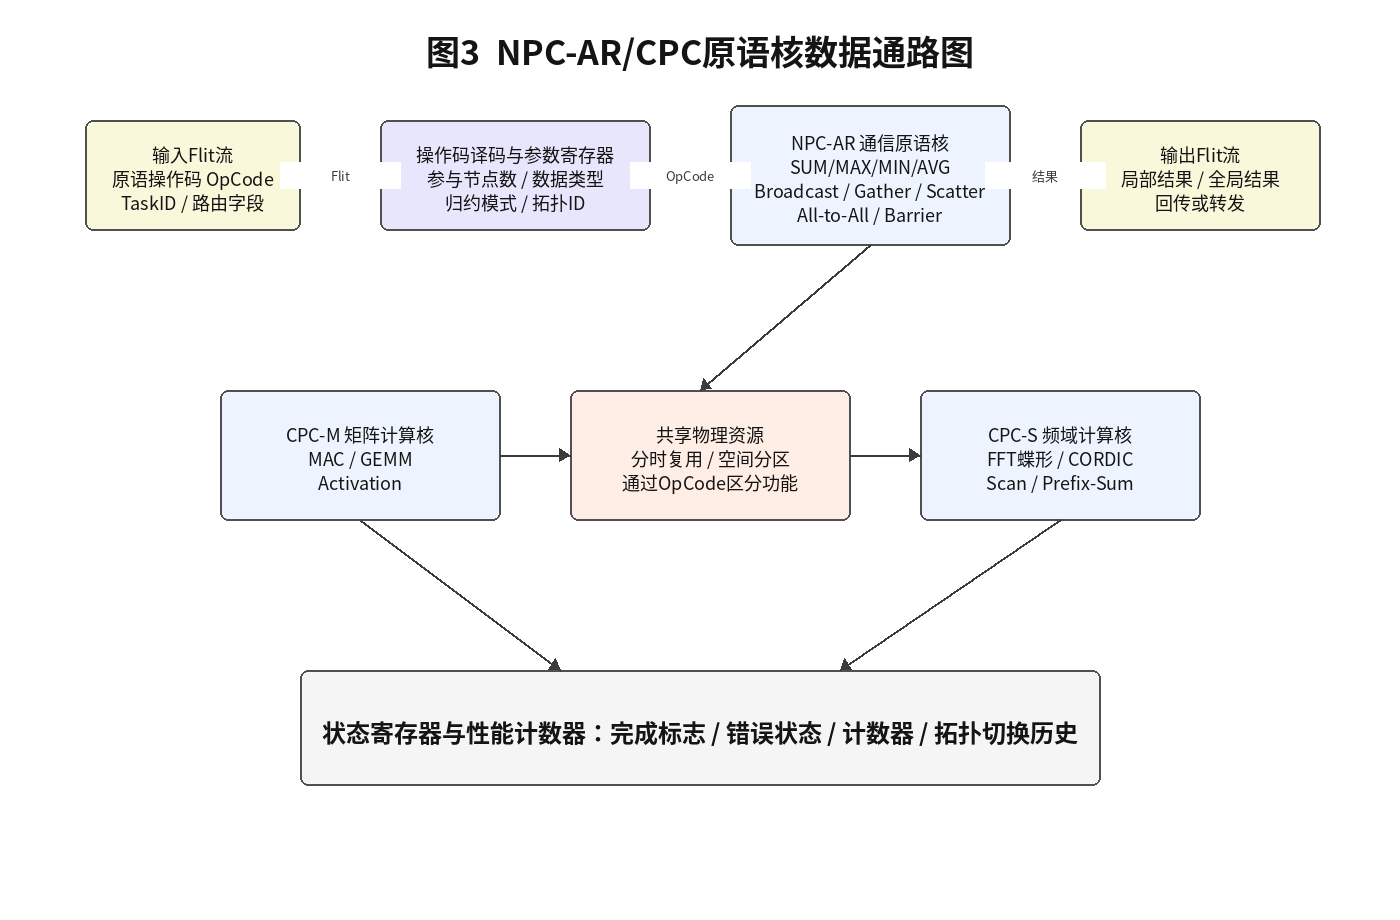 图3 NPC-AR/CPC原语核数据通路图
输入Flit流
原语操作码 OpCode
TaskID / 路由字段
Flit
操作码译码与参数寄存器
参与节点数 / 数据类型
归约模式 / 拓扑ID
OpCode
NPC-AR 通信原语核
SUM/MAX/MIN/AVG
Broadcast / Gather / Scatter
All-to-All / Barrier
结果
输出Flit流
局部结果 / 全局结果
回传或转发
CPC-M 矩阵计算核
MAC / GEMM
Activation
共享物理资源
分时复用 / 空间分区
通过OpCode区分功能
CPC-S 频域计算核
FFT蝶形 / CORDIC
Scan / Prefix-Sum
状态寄存器与性能计数器：完成标志 / 错误状态 / 计数器 / 拓扑切换历史